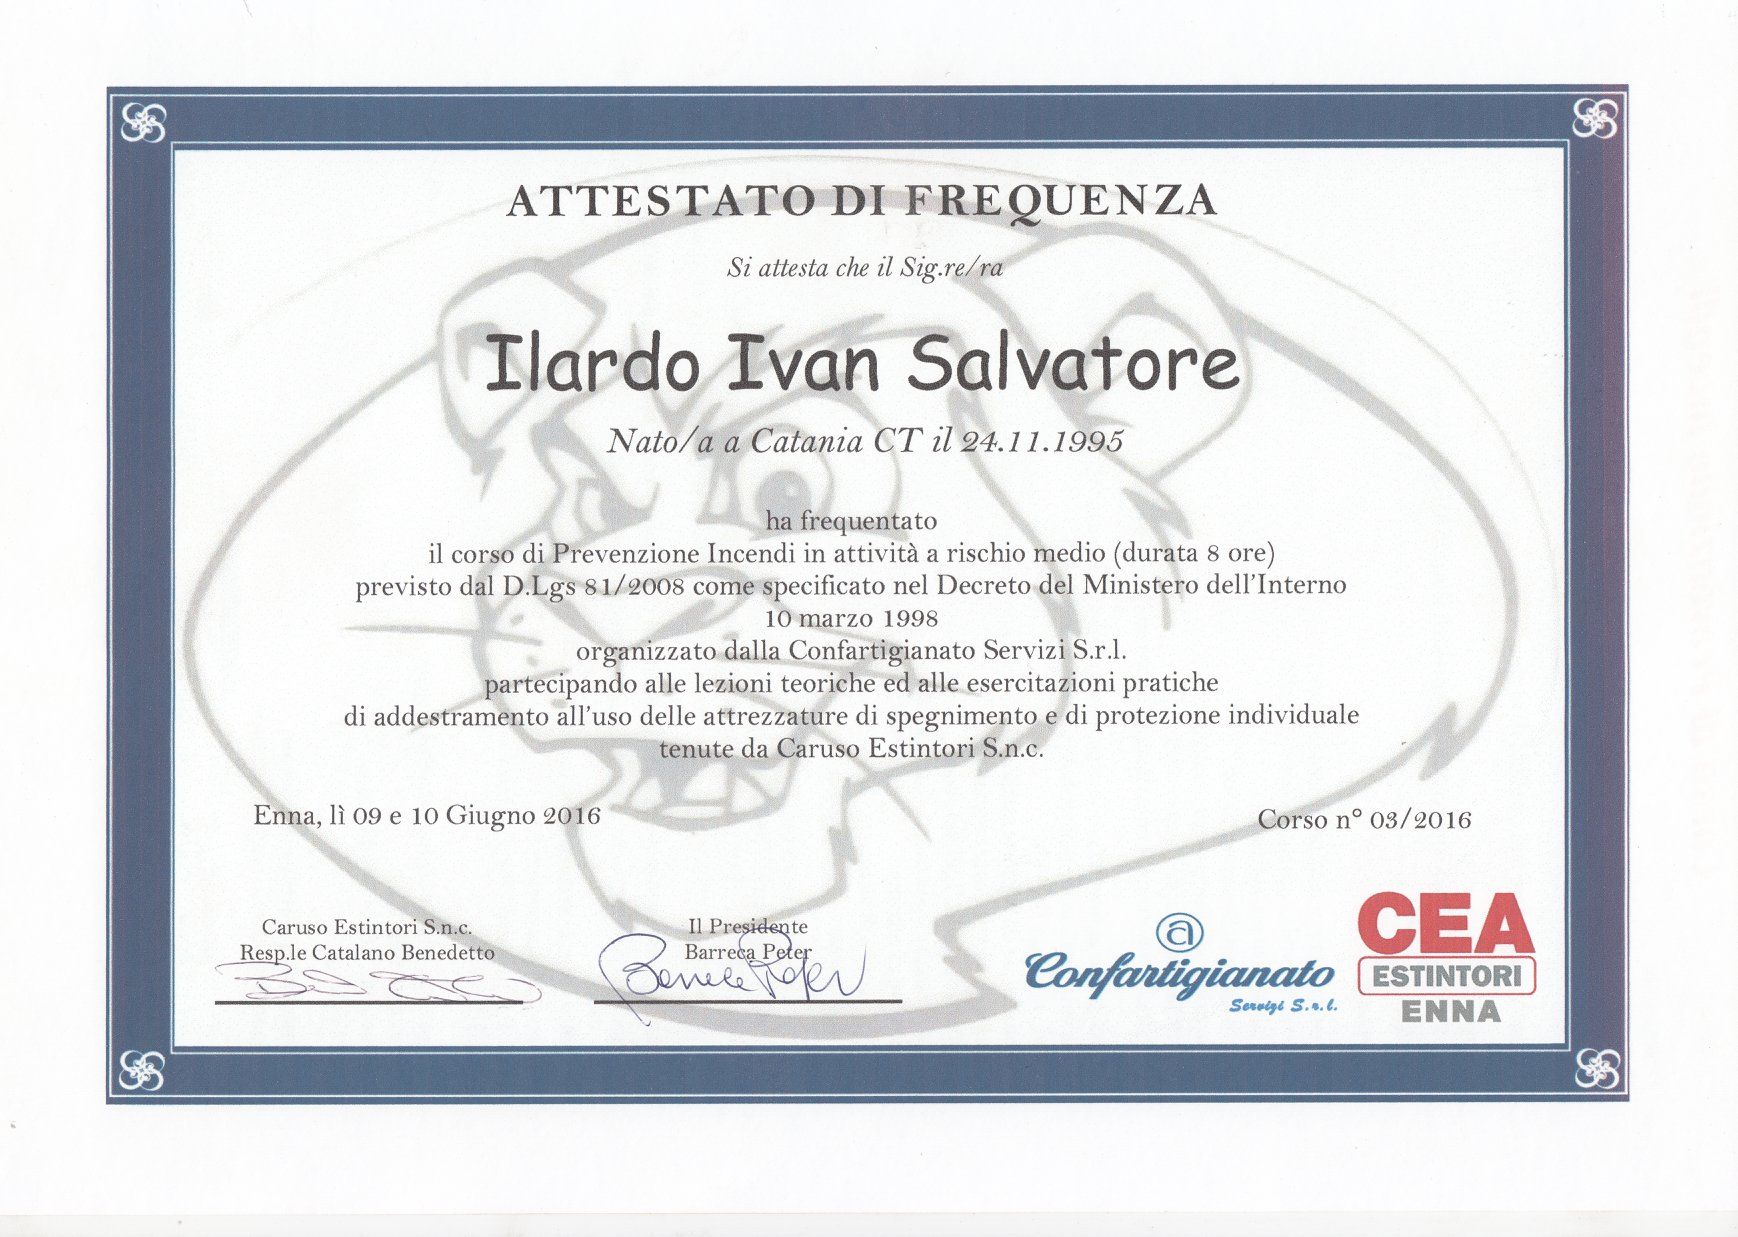 ATTESTATO DI FREQUENZA
Si attesta che il Sig.re/ra
Ilardo Ivan Salvatore
Nato/a a Catania CT il 24.11.1995
ha frequentato
il corso di Prevenzione Incendi in attività a rischio medio (durata 8 ore)
previsto dal D.Lgs 81/2008 come specificato nel Decreto del Ministero dell'Interno
10 marzo 1998
organizzato dalla Confartigianato Servizi S.r.l.
partecipando alle lezioni teoriche ed alle esercitazioni pratiche
di addestramento all'uso delle attrezzature di spegnimento e di protezione individuale
tenute da Caruso Estintori S.n.c.
Enna, lì 09 e 10 Giugno 2016
Corso n° 03/2016
Caruso Estintori S.n.c.
Resp.le Catalano Benedetto
Il Presidente
Barreca Peter
Barreca Peter
a
Confartigianato
Servizi S.r.l.
CEA
ESTINTORI
ENNA